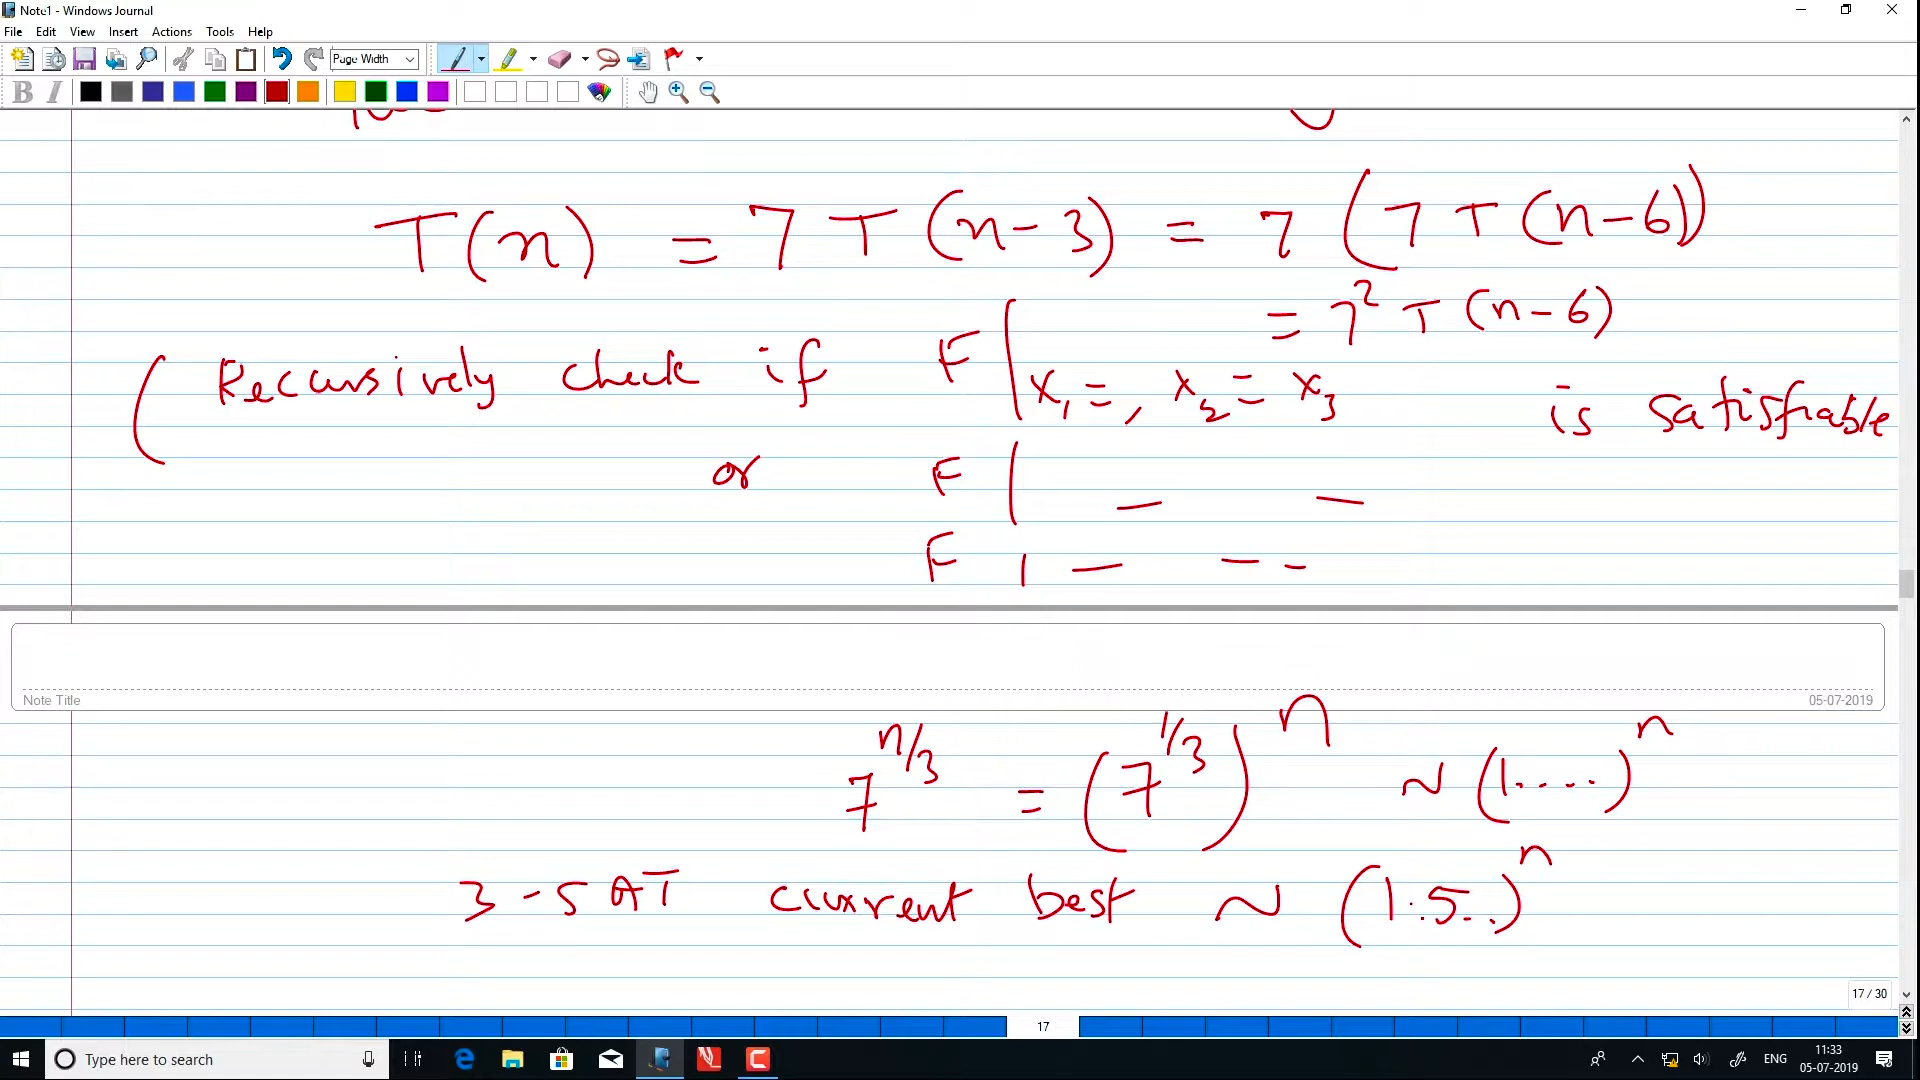 Note1 - Windows Journal
File Edit View Insert Actions Tools Help
Page Width
B I
T(n) = 7 T(n-3) = 7 (7 T(n-6))
= 7² T(n-6)
( Recursively check if F | x₁=, x₂= x₃ is satisfiable
or F | — —
F | — — -
Note Title 05-07-2019
7^(n/3) = (7^(1/3))^n ~ (1.....)^n
3-SAT current best ~ (1.5..)^n
17 / 30
17
Type here to search
ENG
11:33
05-07-2019